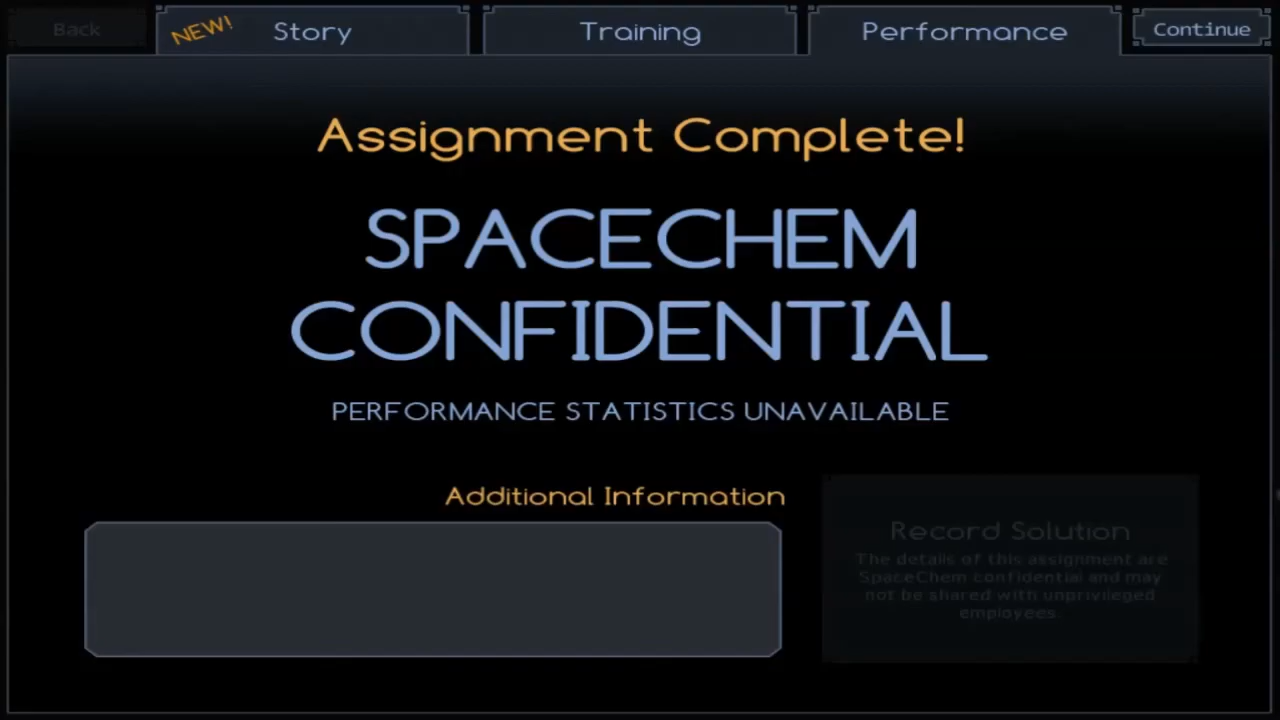 Back
NEW!
Story
Training
Performance
Continue
Assignment Complete!
SPACECHEM
CONFIDENTIAL
PERFORMANCE STATISTICS UNAVAILABLE
Additional Information
Record Solution
The details of this assignment are
SpaceChem confidential and may
not be shared with unprivileged
employees.